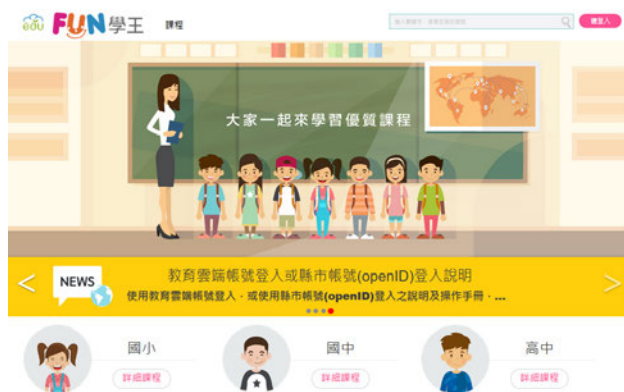 edu FUN學王 課程
大家一起來學習優質課程
NEWS
教育雲端帳號登入或縣市帳號(openID)登入說明
使用教育雲端帳號登入，或使用縣市帳號(openID)登入之說明及操作手冊，...
國小
國中
高中
詳細課程
詳細課程
詳細課程